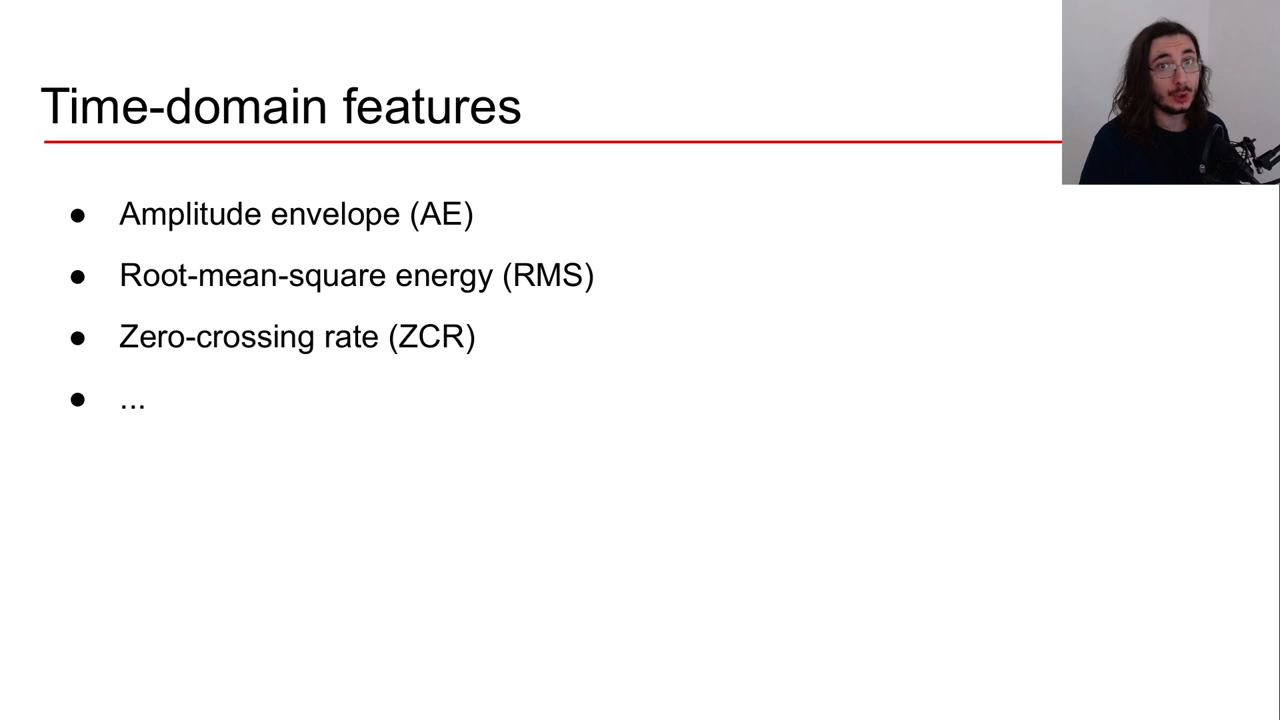 Time-domain features
● Amplitude envelope (AE)
● Root-mean-square energy (RMS)
● Zero-crossing rate (ZCR)
● ...